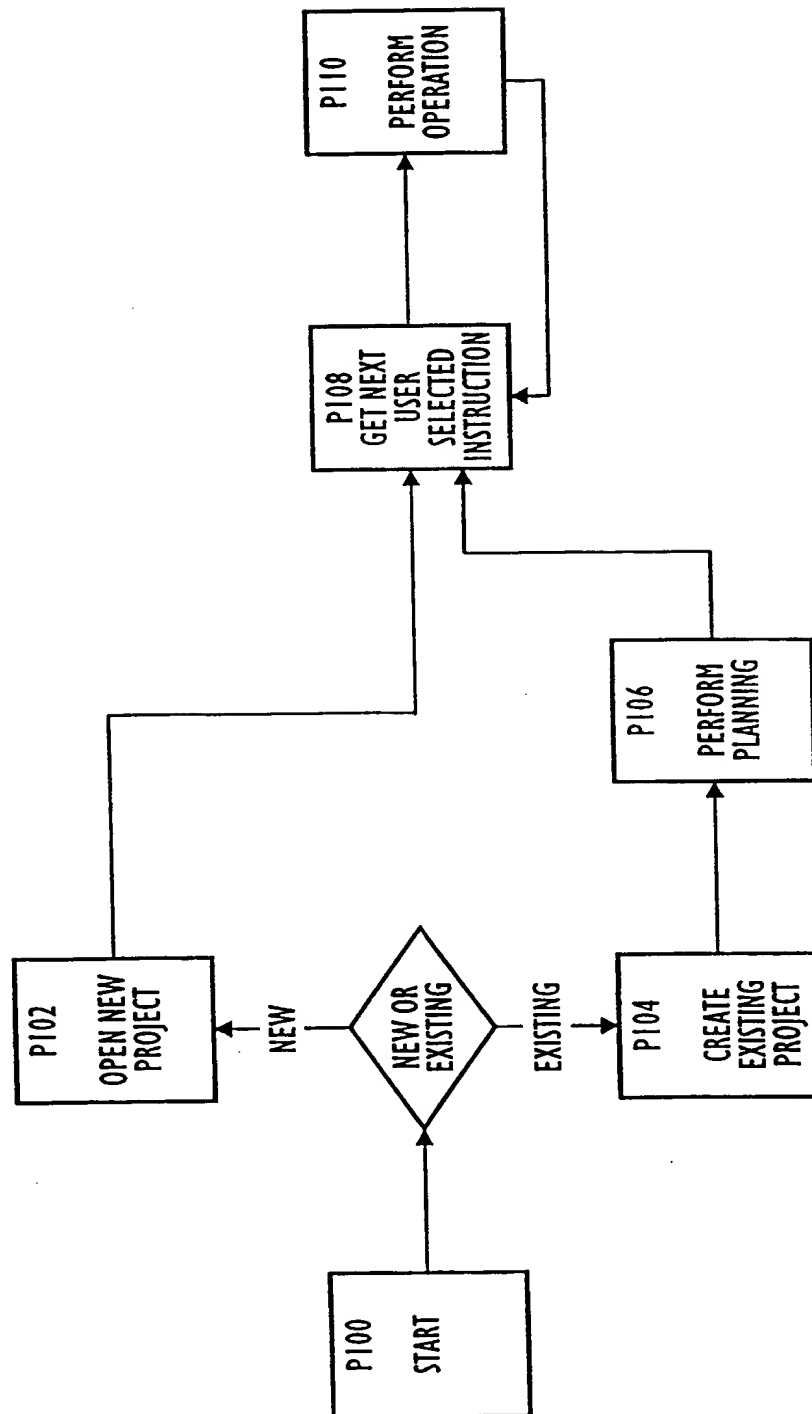 P100
START
NEW OR
EXISTING
NEW
EXISTING
P102
OPEN NEW
PROJECT
P104
CREATE
EXISTING
PROJECT
P106
PERFORM
PLANNING
P108
GET NEXT
USER
SELECTED
INSTRUCTION
P110
PERFORM
OPERATION